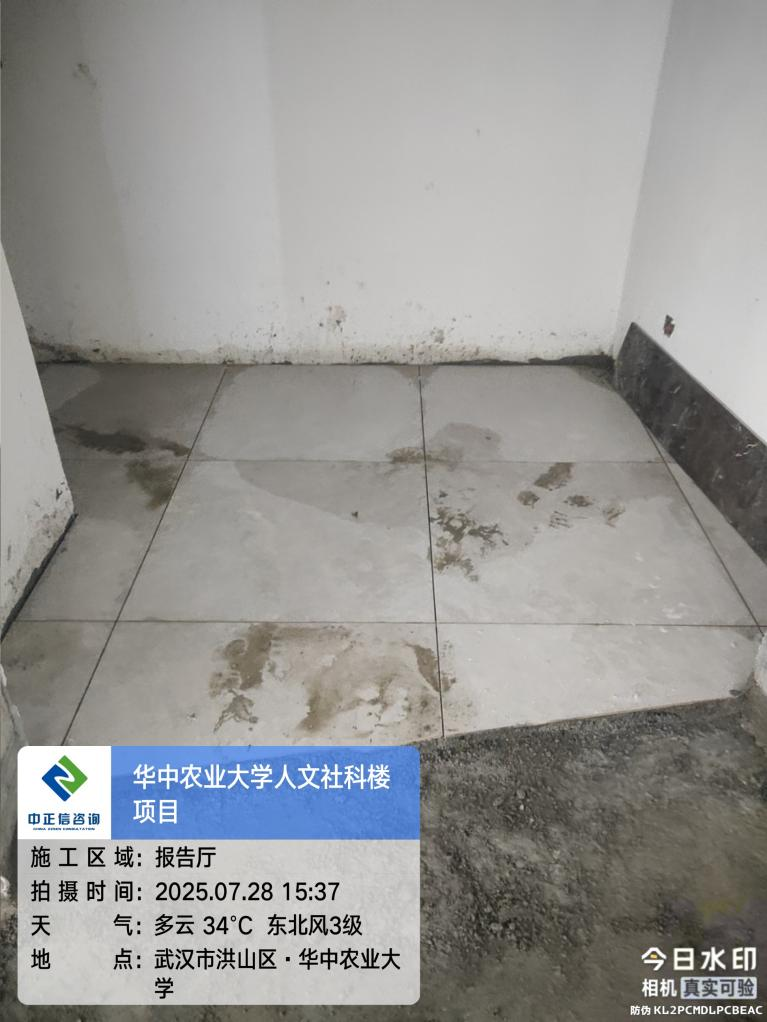 华中农业大学人文社科楼
项目
中正信咨询
施工区域：报告厅
拍摄时间：2025.07.28 15:37
天气：多云 34℃ 东北风3级
地点：武汉市洪山区·华中农业大
学
今日水印
相机 真实可验
防伪 KL2PCMDLPCBEAC